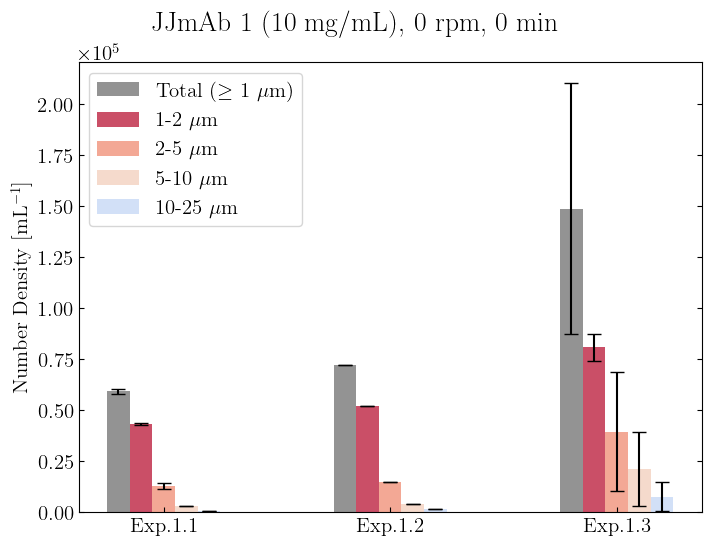 JJmAb 1 (10 mg/mL), 0 rpm, 0 min
×10⁵
Total (≥ 1 μm)
1-2 μm
2-5 μm
5-10 μm
10-25 μm
Number Density [mL⁻¹]
2.00
1.75
1.50
1.25
1.00
0.75
0.50
0.25
0.00
Exp.1.1 Exp.1.2 Exp.1.3